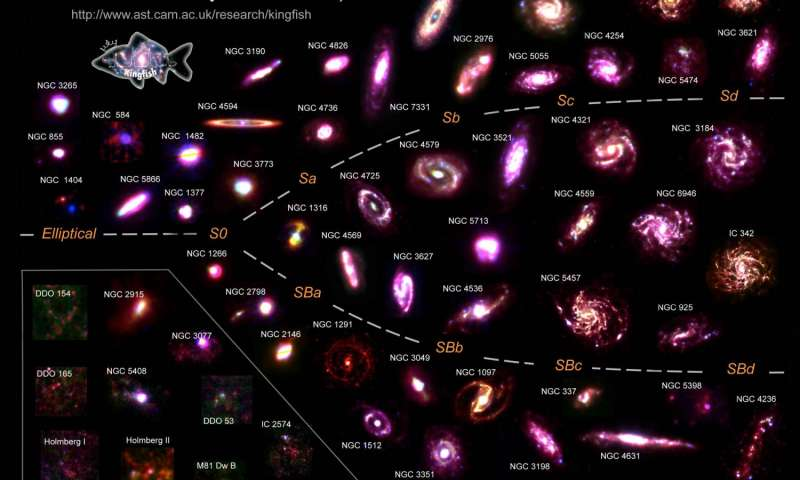 http://www.ast.cam.ac.uk/research/kingfish
Kingfish
NGC 3190
NGC 4826
NGC 2976
NGC 5055
NGC 4254
NGC 3621
NGC 5474
NGC 3265
NGC 584
NGC 4594
NGC 4736
NGC 7331
Sb
Sc
Sd
NGC 855
NGC 1482
NGC 3773
NGC 4579
NGC 3521
NGC 4321
NGC 3184
NGC 1404
NGC 5866
NGC 1377
Sa
NGC 4725
NGC 4559
NGC 6946
Elliptical
S0
NGC 1316
NGC 4569
NGC 5713
IC 342
NGC 1266
NGC 3627
NGC 4536
NGC 5457
NGC 925
DDO 154
NGC 2915
NGC 2798
SBa
NGC 3077
NGC 2146
NGC 1291
SBb
SBc
SBd
DDO 165
NGC 5408
NGC 3049
NGC 1097
NGC 337
NGC 5398
NGC 4236
DDO 53
IC 2574
Holmberg I
Holmberg II
M81 Dw B
NGC 1512
NGC 3351
NGC 3198
NGC 4631